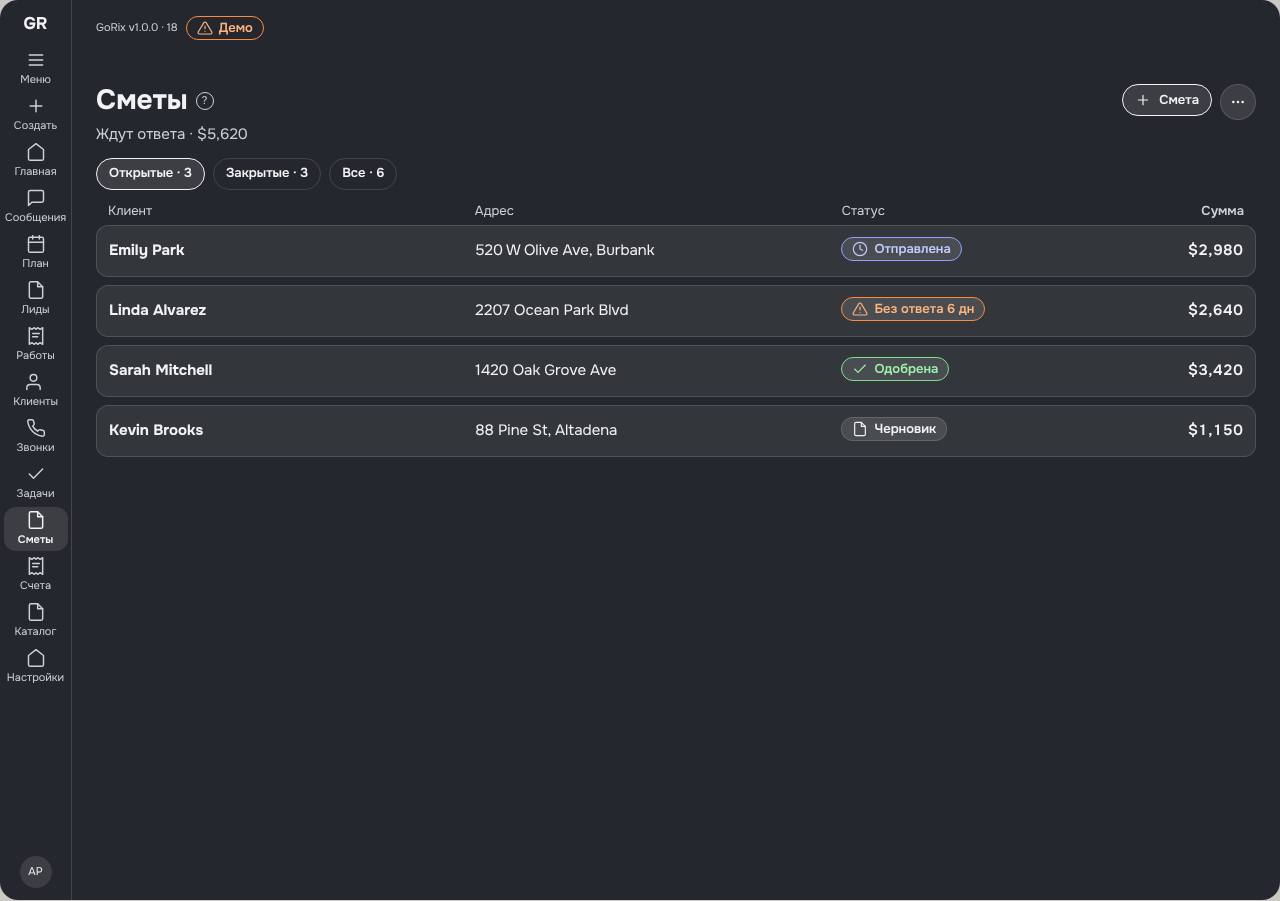 GR
GoRix v1.0.0 · 18
Демо
Меню
Создать
Главная
Сообщения
План
Лиды
Работы
Клиенты
Звонки
Задачи
Сметы
Счета
Каталог
Настройки
AP
Сметы ?
Смета
Ждут ответа · $5,620
Открытые · 3 Закрытые · 3 Все · 6
Клиент Адрес Статус Сумма
Emily Park 520 W Olive Ave, Burbank Отправлена $2,980
Linda Alvarez 2207 Ocean Park Blvd Без ответа 6 дн $2,640
Sarah Mitchell 1420 Oak Grove Ave Одобрена $3,420
Kevin Brooks 88 Pine St, Altadena Черновик $1,150